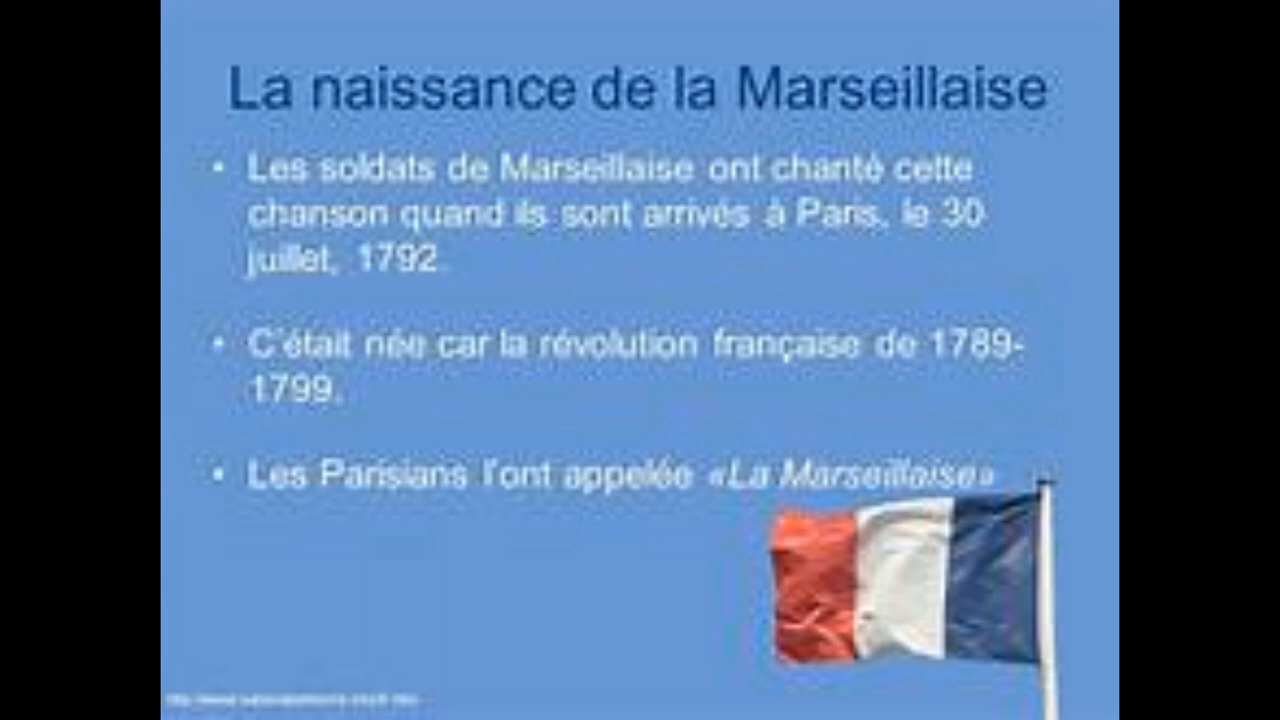 La naissance de la Marseillaise
• Les soldats de Marseillaise ont chanté cette
chanson quand ils sont arrivés à Paris, le 30
juillet, 1792.
• C'était née car la révolution française de 1789-
1799.
• Les Parisians l'ont appelée «La Marseillaise»